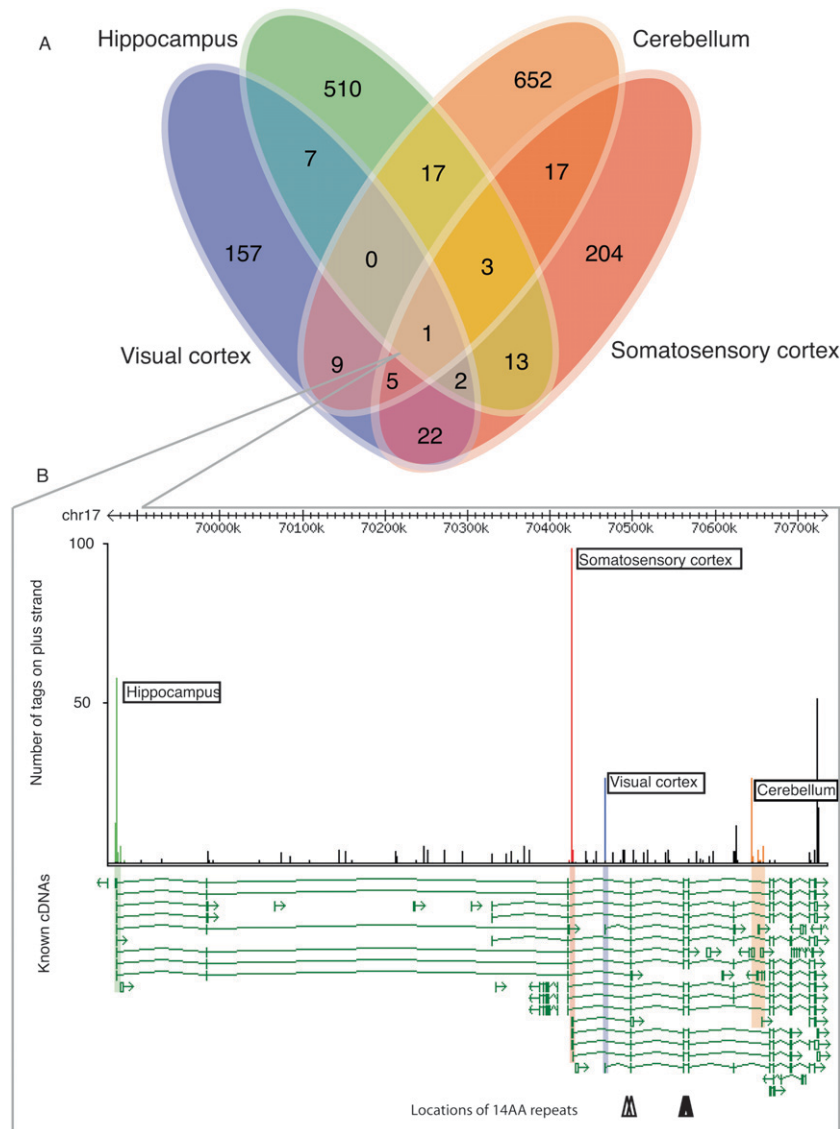 A
Hippocampus
Cerebellum
510
652
7
17
17
157
0
3
204
1
Visual cortex
Somatosensory cortex
9
5
2
13
22
B
chr17
70000k
70100k
70200k
70300k
70400k
70500k
70600k
70700k
100
Somatosensory cortex
Number of tags on plus strand
Hippocampus
50
Visual cortex
Cerebellum
Known cDNAs
Locations of 14AA repeats